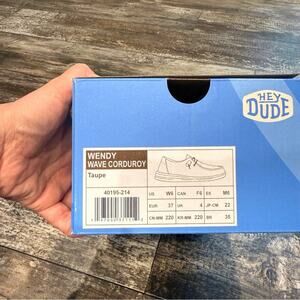 HEY
DUDE
WENDY
WAVE CORDUROY
Taupe
40195-214
US W6 CAN F6 ES M6
EUR 37 UK 4 JP-CM 22
CN-MM 220 KR-MM 220 BR 35